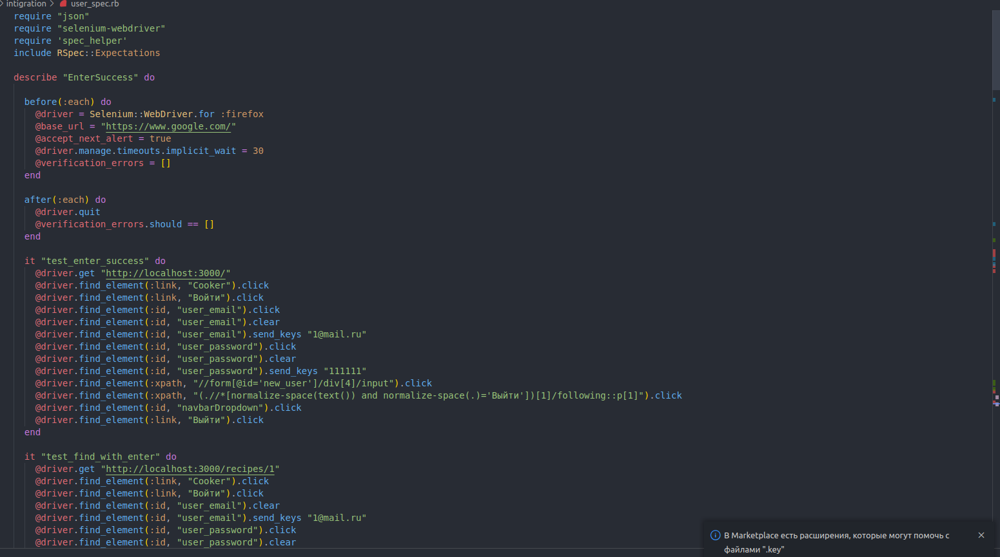 intigration > user_spec.rb
require "json"
require "selenium-webdriver"
require 'spec_helper'
include RSpec::Expectations
describe "EnterSuccess" do
before(:each) do
@driver = Selenium::WebDriver.for :firefox
@base_url = "https://www.google.com/"
@accept_next_alert = true
@driver.manage.timeouts.implicit_wait = 30
@verification_errors = []
end
after(:each) do
@driver.quit
@verification_errors.should == []
end
it "test_enter_success" do
@driver.get "http://localhost:3000/"
@driver.find_element(:link, "Cooker").click
@driver.find_element(:link, "Войти").click
@driver.find_element(:id, "user_email").click
@driver.find_element(:id, "user_email").clear
@driver.find_element(:id, "user_email").send_keys "1@mail.ru"
@driver.find_element(:id, "user_password").click
@driver.find_element(:id, "user_password").clear
@driver.find_element(:id, "user_password").send_keys "111111"
@driver.find_element(:xpath, "//form[@id='new_user']/div[4]/input").click
@driver.find_element(:xpath, "(.//*[normalize-space(text()) and normalize-space(.)='Выйти'])[1]/following::p[1]").click
@driver.find_element(:id, "navbarDropdown").click
@driver.find_element(:link, "Выйти").click
end
it "test_find_with_enter" do
@driver.get "http://localhost:3000/recipes/1"
@driver.find_element(:link, "Cooker").click
@driver.find_element(:link, "Войти").click
@driver.find_element(:id, "user_email").clear
@driver.find_element(:id, "user_email").send_keys "1@mail.ru"
@driver.find_element(:id, "user_password").click
@driver.find_element(:id, "user_password").clear
В Marketplace есть расширения, которые могут помочь с
файлами ".key"